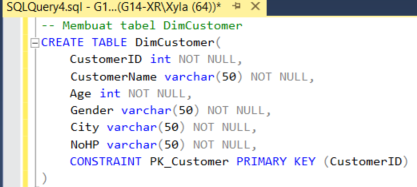 SQLQuery4.sql - G1...(G14-XR\Xyla (64))*
-- Membuat tabel DimCustomer
CREATE TABLE DimCustomer(
CustomerID int NOT NULL,
CustomerName varchar(50) NOT NULL,
Age int NOT NULL,
Gender varchar(50) NOT NULL,
City varchar(50) NOT NULL,
NoHP varchar(50) NOT NULL,
CONSTRAINT PK_Customer PRIMARY KEY (CustomerID)
)